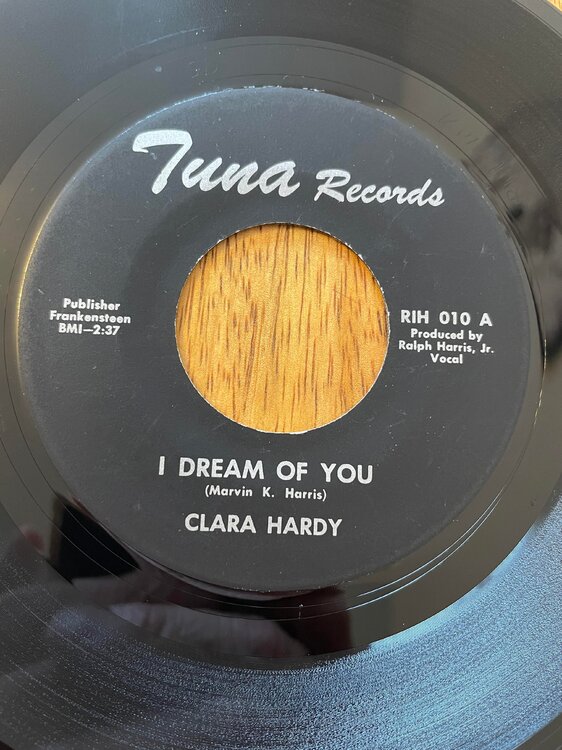 Tuna Records
Publisher
Frankensteen
BMI—2:37
RIH 010 A
Produced by
Ralph Harris, Jr.
Vocal
I DREAM OF YOU
(Marvin K. Harris)
CLARA HARDY